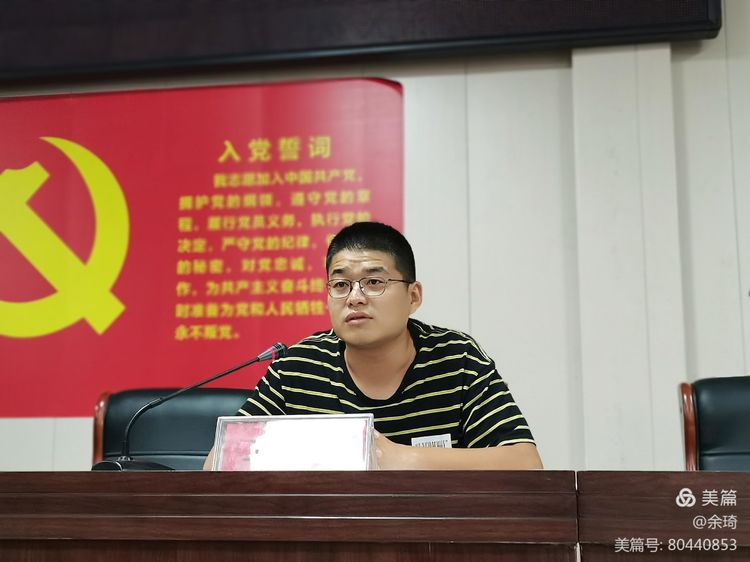 入党誓词
我志愿加入中国共产党,
拥护党的纲领,遵守党的章
程,履行党员义务,执行党的
决定,严守党的纪律,
的秘密,对党忠诚,
作,为共产主义奋斗终
时准备为党和人民牺牲
永不叛党。
美篇
@余琦
美篇号: 80440853